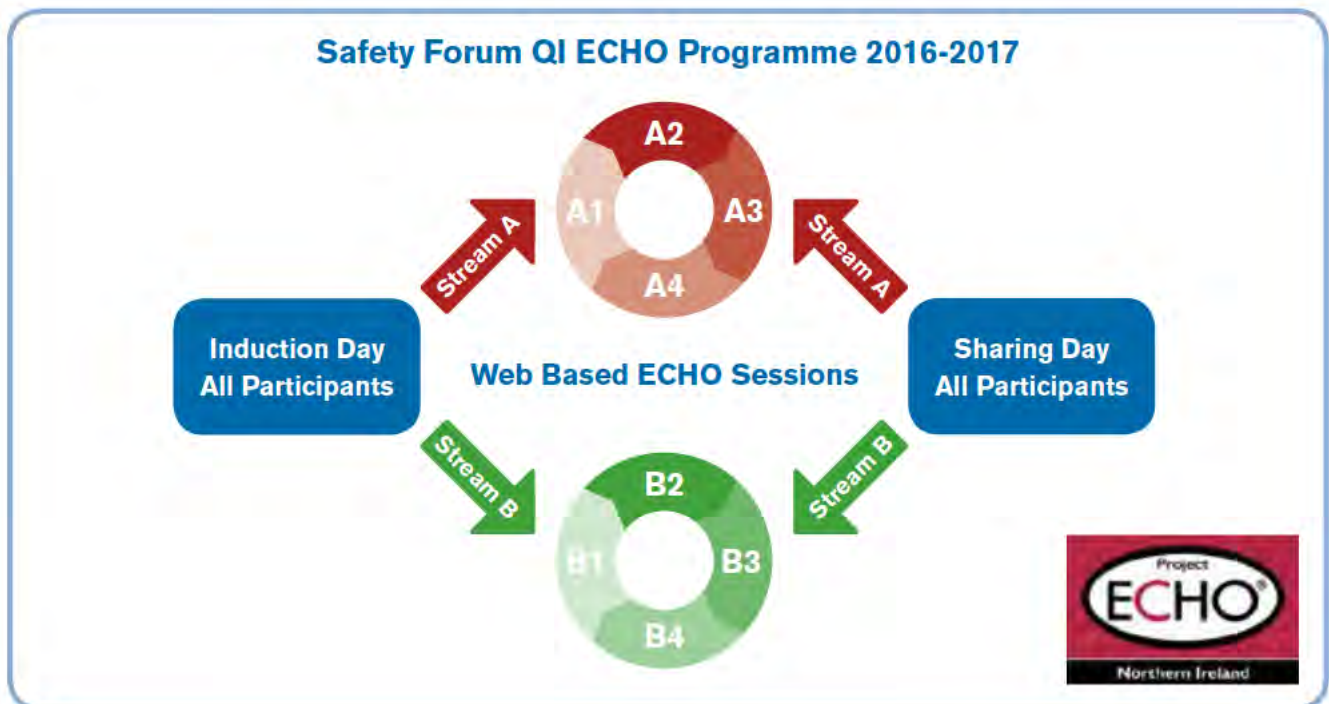 Safety Forum QI ECHO Programme 2016-2017
A2
A1
A3
A4
Stream A
Stream A
Induction Day
All Participants
Web Based ECHO Sessions
Sharing Day
All Participants
Stream B
Stream B
B2
B1
B3
B4
Project
ECHO®
Northern Ireland